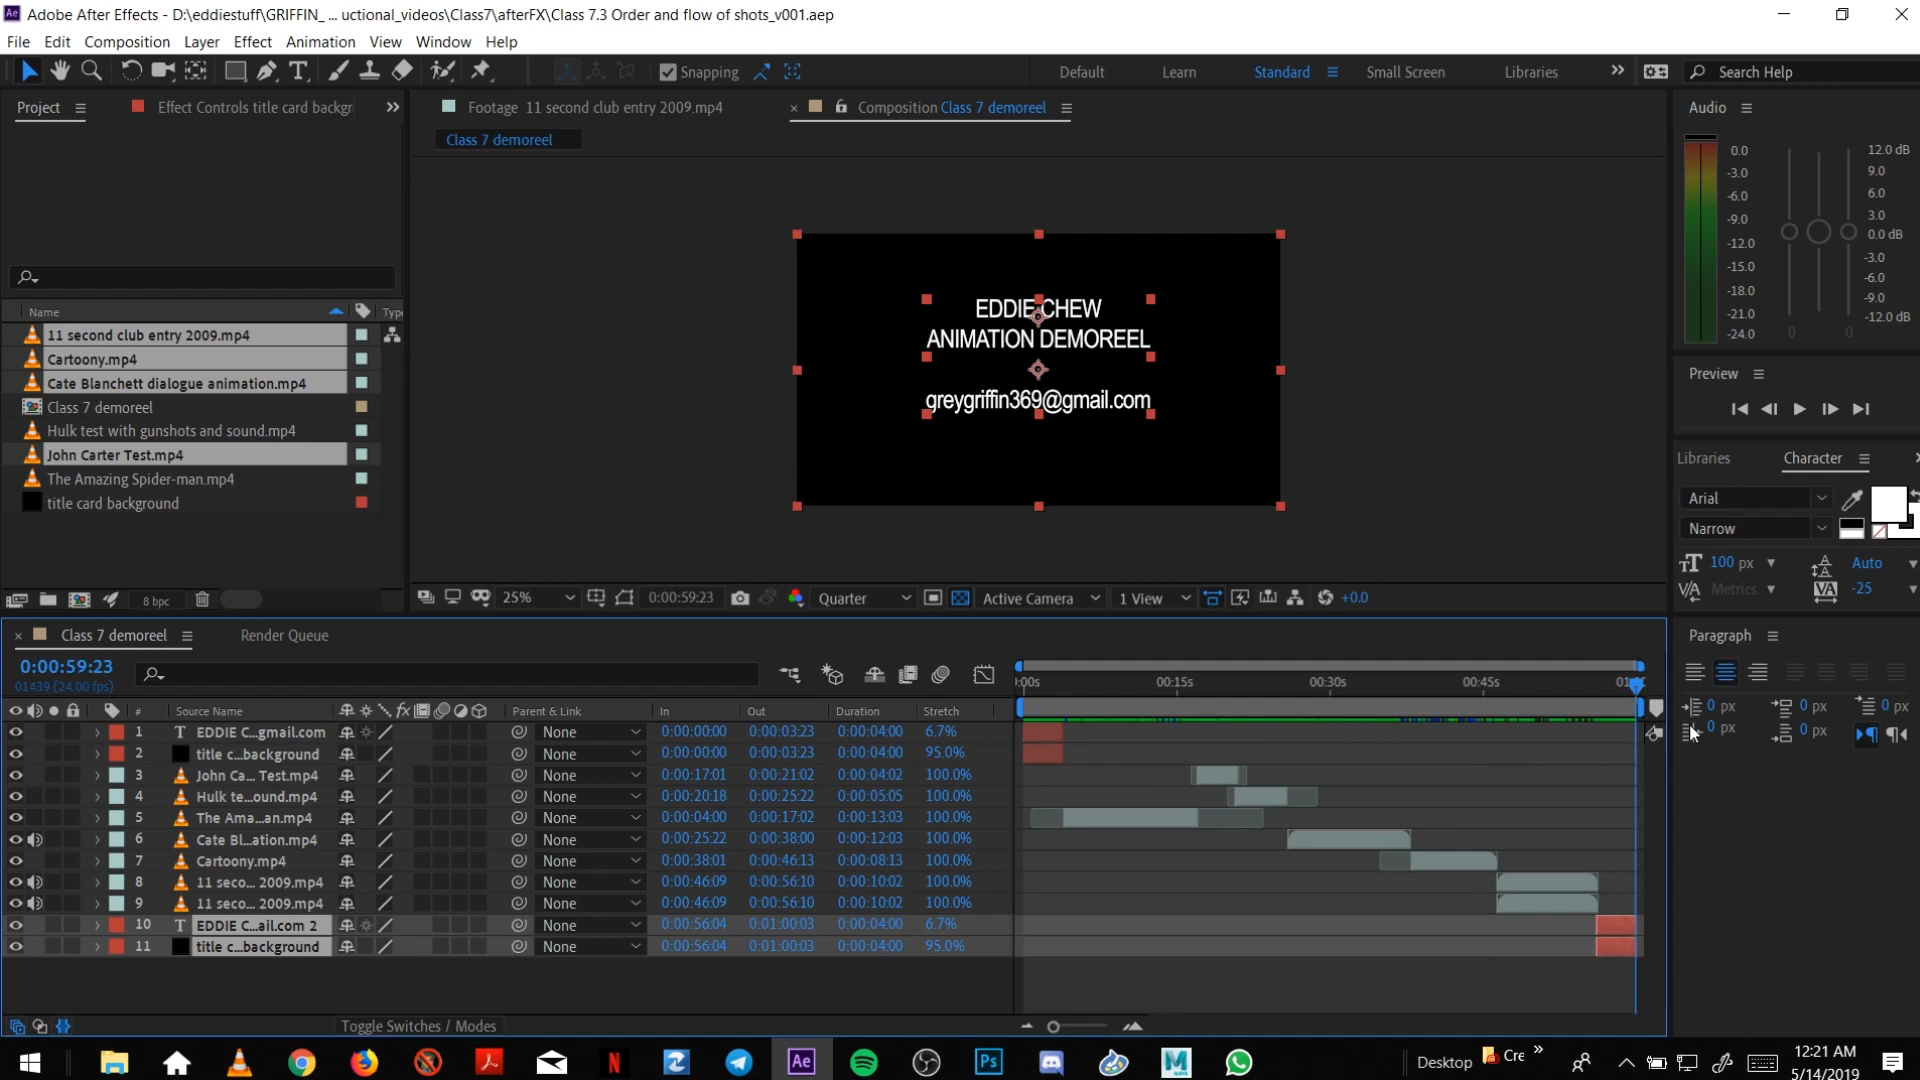 Adobe After Effects - D:\eddiestuff\GRIFFIN_ ... uctional_videos\Class7\afterFX\Class 7.3 Order and flow of shots_v001.aep
File Edit Composition Layer Effect Animation View Window Help
Snapping Default Learn Standard Small Screen Libraries Search Help
Project Effect Controls title card backgr Footage 11 second club entry 2009.mp4 Composition Class 7 demoreel Audio
Class 7 demoreel
0.0 12.0 dB
-3.0 9.0
-6.0 6.0
-9.0 3.0
-12.0 0.0 dB
-15.0 -3.0
-18.0 -6.0
-21.0 -9.0
-24.0 0 0 -12.0 dB
Name Type
11 second club entry 2009.mp4
Cartoony.mp4
Cate Blanchett dialogue animation.mp4
Class 7 demoreel
Hulk test with gunshots and sound.mp4
John Carter Test.mp4
The Amazing Spider-man.mp4
title card background
EDDIE CHEW
ANIMATION DEMOREEL
greygriffin369@gmail.com
Preview
Libraries Character
Arial
Narrow
100 px Auto
Metrics -25
8 bpc 25% 0:00:59:23 Quarter Active Camera 1 View +0.0
Class 7 demoreel Render Queue
Paragraph
0 px 0 px 0 px
0 px 0 px
0:00:59:23
01439 (24.00 fps)
:00s 00:15s 00:30s 00:45s
# Source Name Parent & Link In Out Duration Stretch
1 T EDDIE C...gmail.com None 0:00:00:00 0:00:03:23 0:00:04:00 6.7%
2 title c...background None 0:00:00:00 0:00:03:23 0:00:04:00 95.0%
3 John Ca... Test.mp4 None 0:00:17:01 0:00:21:02 0:00:04:02 100.0%
4 Hulk te...ound.mp4 None 0:00:20:18 0:00:25:22 0:00:05:05 100.0%
5 The Ama...an.mp4 None 0:00:04:00 0:00:17:02 0:00:13:03 100.0%
6 Cate Bl...ation.mp4 None 0:00:25:22 0:00:38:00 0:00:12:03 100.0%
7 Cartoony.mp4 None 0:00:38:01 0:00:46:13 0:00:08:13 100.0%
8 11 seco... 2009.mp4 None 0:00:46:09 0:00:56:10 0:00:10:02 100.0%
9 11 seco... 2009.mp4 None 0:00:46:09 0:00:56:10 0:00:10:02 100.0%
10 T EDDIE C...ail.com 2 None 0:00:56:04 0:01:00:03 0:00:04:00 6.7%
11 title c...background None 0:00:56:04 0:01:00:03 0:00:04:00 95.0%
Toggle Switches / Modes
Ae Ps Desktop Cre
12:21 AM
5/14/2019